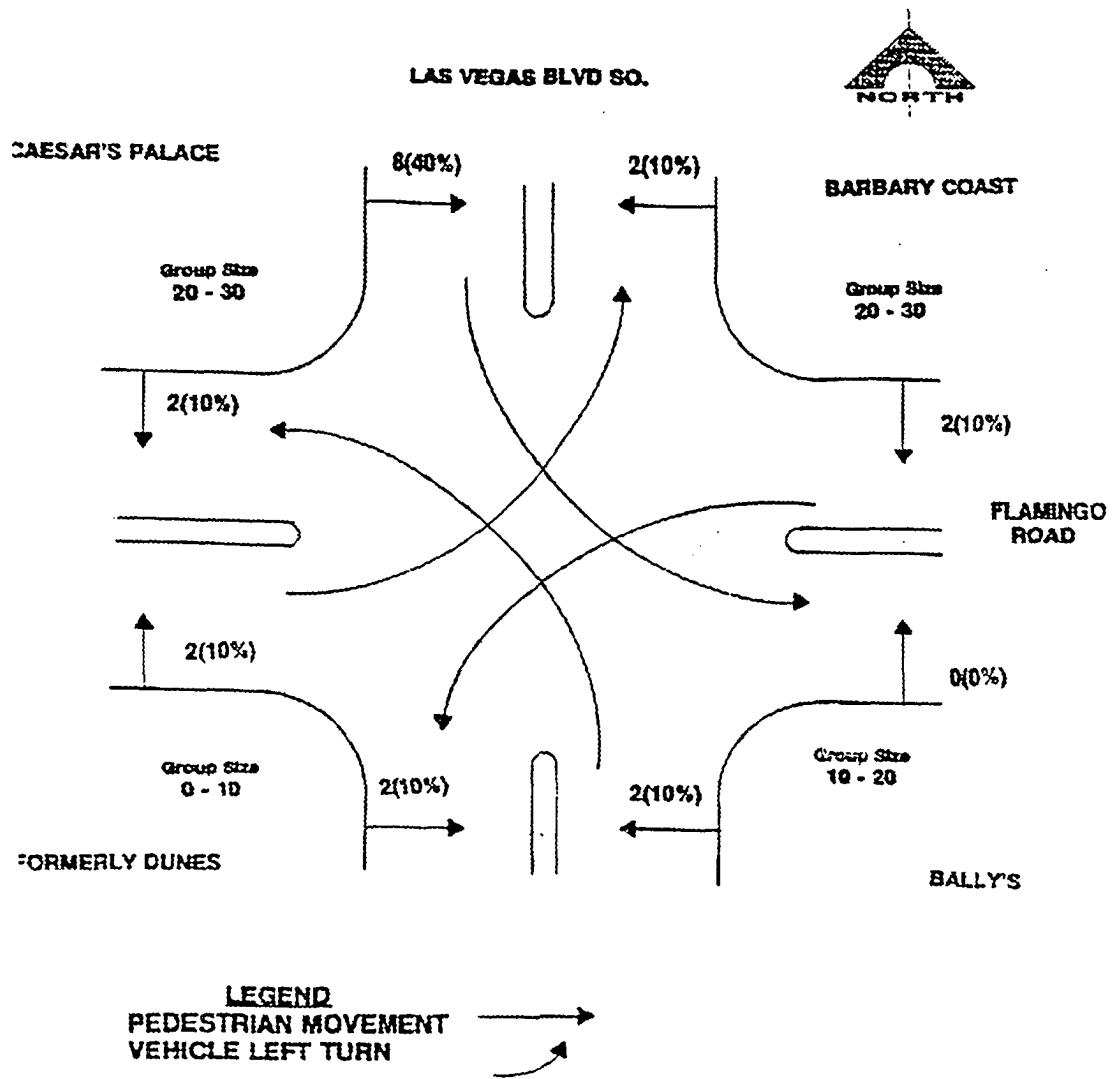 LAS VEGAS BLVD SO.
NORTH
CAESAR'S PALACE
8(40%)
2(10%)
BARBARY COAST
Group Size
20 - 30
Group Size
20 - 30
2(10%)
2(10%)
FLAMINGO
ROAD
2(10%)
0(0%)
Group Size
0 - 10
Group Size
10 - 20
2(10%)
2(10%)
FORMERLY DUNES
BALLY'S
LEGEND
PEDESTRIAN MOVEMENT
VEHICLE LEFT TURN